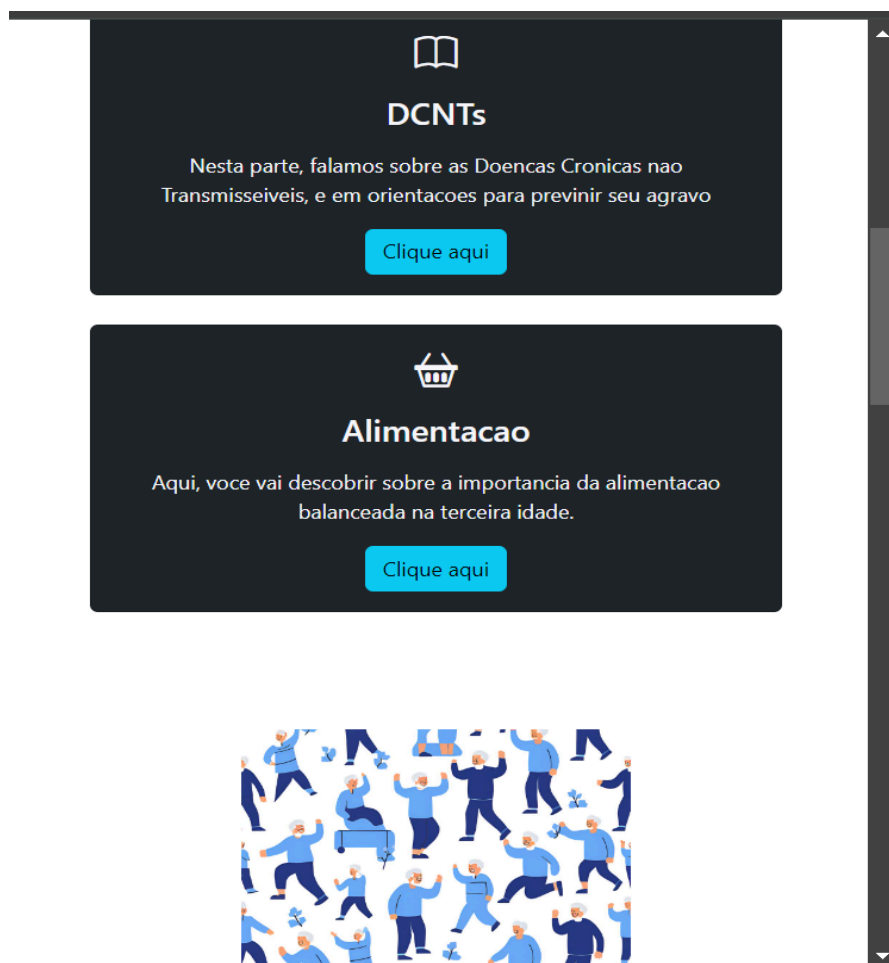 DCNTs
Nesta parte, falamos sobre as Doencas Cronicas nao
Transmisseiveis, e em orientacoes para previnir seu agravo
Clique aqui
Alimentacao
Aqui, voce vai descobrir sobre a importancia da alimentacao
balanceada na terceira idade.
Clique aqui